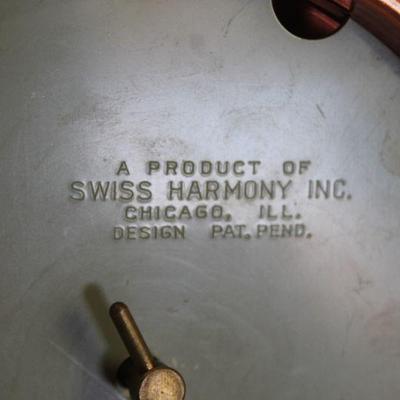 A PRODUCT OF
SWISS HARMONY INC.
CHICAGO, ILL.
DESIGN PAT. PEND.